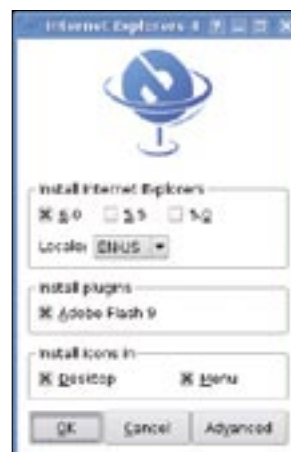 Internet Explorers 4
Install Internet Explorers
6.0 5.5 5.0
Locale: EN-US
Install plugins
Adobe Flash 9
Install icons in
Desktop Menu
OK Cancel Advanced